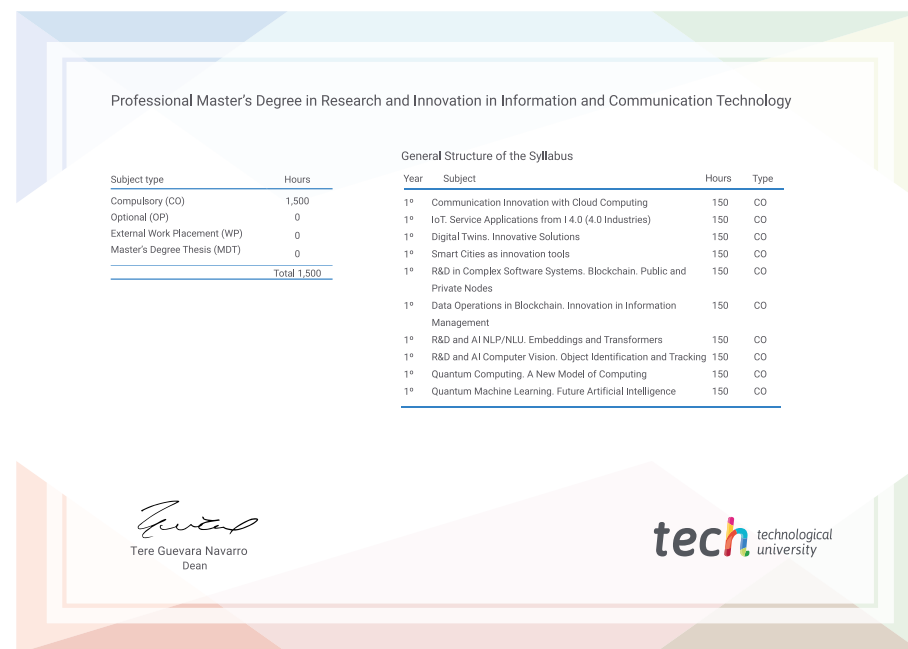 Professional Master's Degree in Research and Innovation in Information and Communication Technology
Subject type Hours
Compulsory (CO) 1,500
Optional (OP) 0
External Work Placement (WP) 0
Master's Degree Thesis (MDT) 0
Total 1,500
General Structure of the Syllabus
Year Subject Hours Type
1º Communication Innovation with Cloud Computing 150 CO
1º IoT. Service Applications from I 4.0 (4.0 Industries) 150 CO
1º Digital Twins. Innovative Solutions 150 CO
1º Smart Cities as innovation tools 150 CO
1º R&D in Complex Software Systems. Blockchain. Public and 150 CO
Private Nodes
1º Data Operations in Blockchain. Innovation in Information 150 CO
Management
1º R&D and AI NLP/NLU. Embeddings and Transformers 150 CO
1º R&D and AI Computer Vision. Object Identification and Tracking 150 CO
1º Quantum Computing. A New Model of Computing 150 CO
1º Quantum Machine Learning. Future Artificial Intelligence 150 CO
Tere Guevara Navarro
Dean
tech technological
university